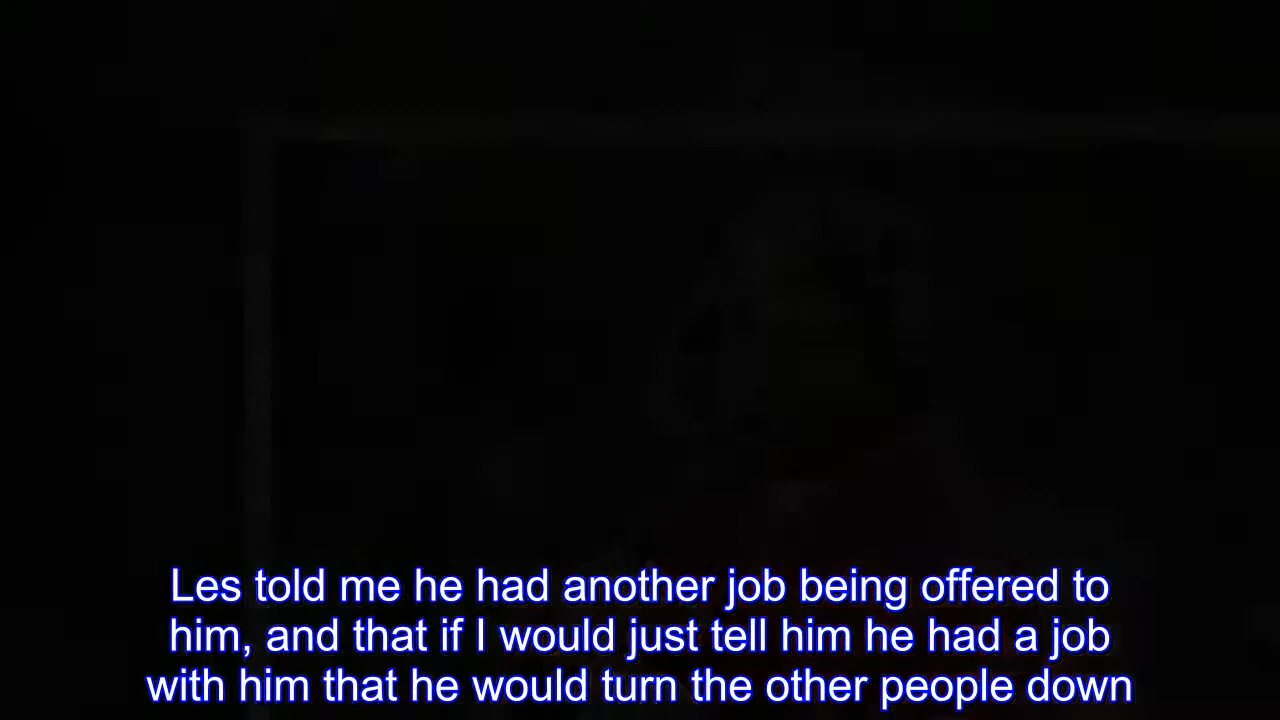 Les told me he had another job being offered to
him, and that if I would just tell him he had a job
with him that he would turn the other people down